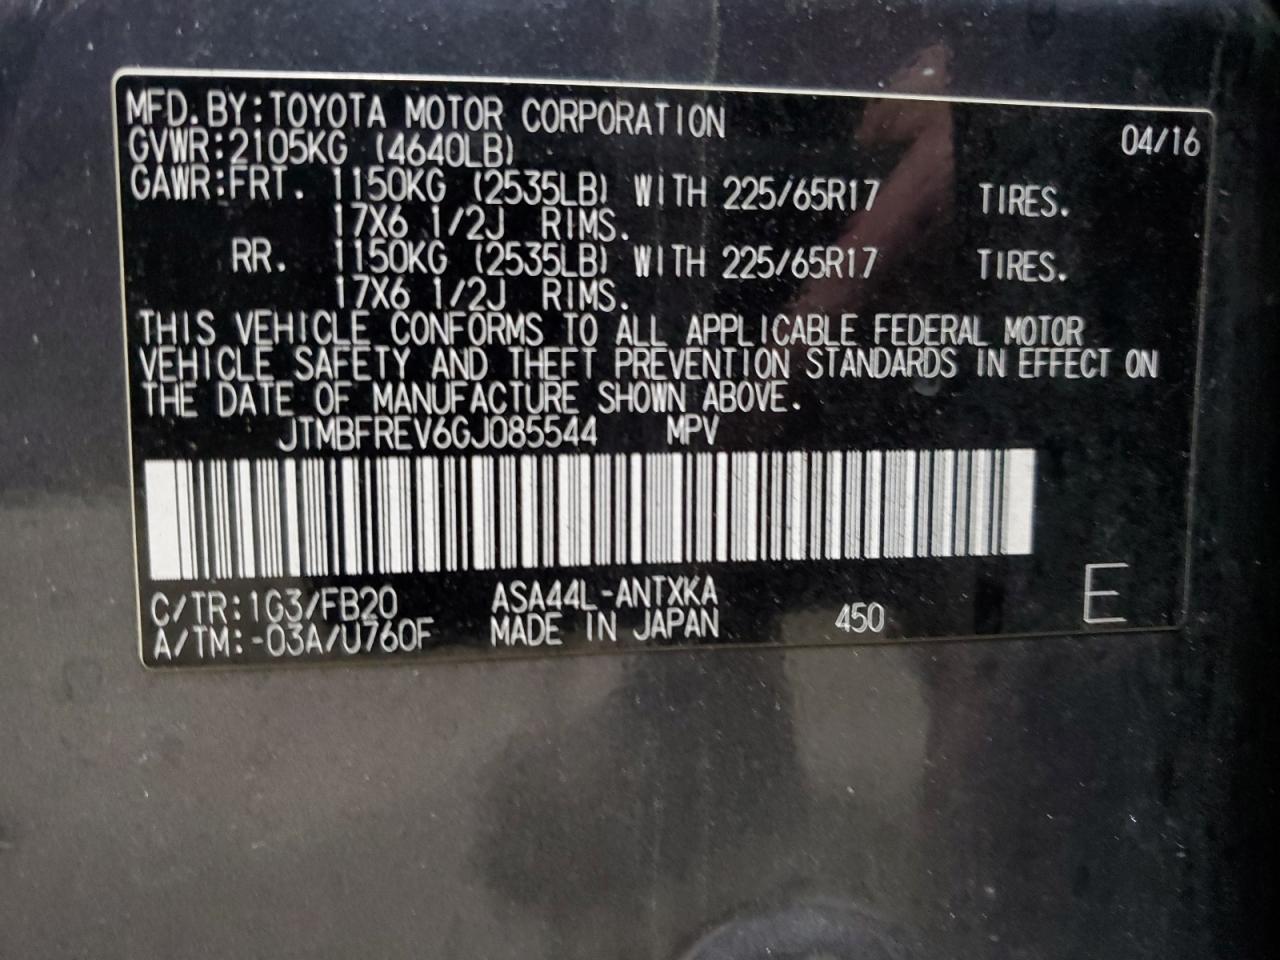 MFD. BY: TOYOTA MOTOR CORPORATION 04/16
GVWR: 2105KG (4640LB)
GAWR: FRT. 1150KG (2535LB) WITH 225/65R17 TIRES.
17X6 1/2J RIMS.
RR. 1150KG (2535LB) WITH 225/65R17 TIRES.
17X6 1/2J RIMS.
THIS VEHICLE CONFORMS TO ALL APPLICABLE FEDERAL MOTOR
VEHICLE SAFETY AND THEFT PREVENTION STANDARDS IN EFFECT ON
THE DATE OF MANUFACTURE SHOWN ABOVE.
JTMBFREV6GJ085544 MPV
C/TR: 1G3/FB20 ASA44L-ANTXKA
A/TM: -03A/U760F MADE IN JAPAN 450 E